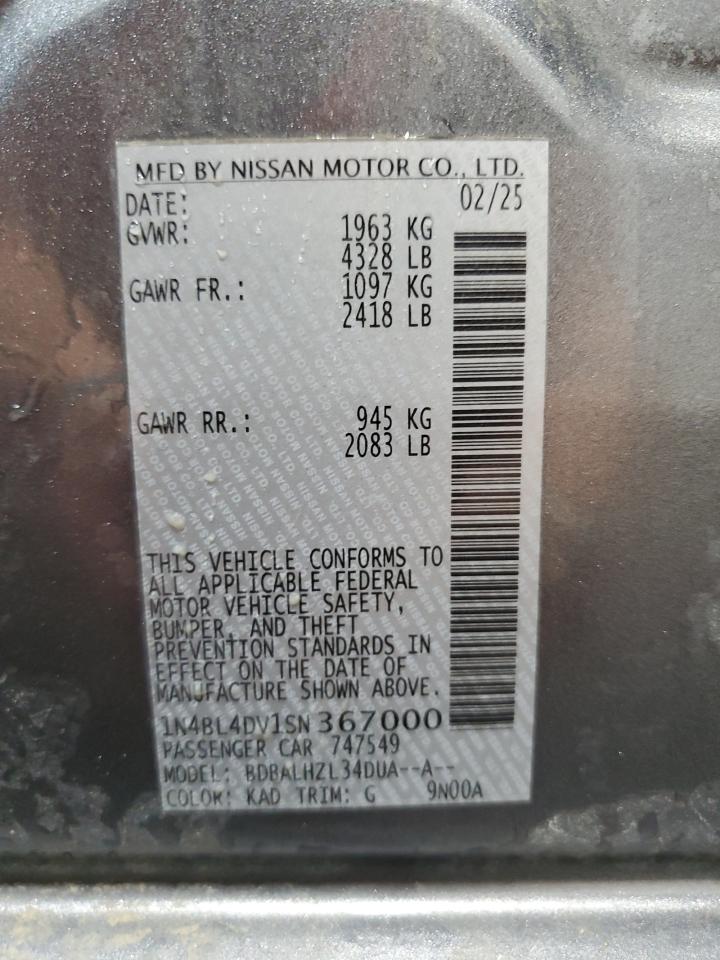 MFD BY NISSAN MOTOR CO., LTD.
DATE: 02/25
GVWR: 1963 KG
4328 LB
GAWR FR.: 1097 KG
2418 LB
GAWR RR.: 945 KG
2083 LB
THIS VEHICLE CONFORMS TO
ALL APPLICABLE FEDERAL
MOTOR VEHICLE SAFETY,
BUMPER, AND THEFT
PREVENTION STANDARDS IN
EFFECT ON THE DATE OF
MANUFACTURE SHOWN ABOVE.
1N4BL4DV1SN367000
PASSENGER CAR 747549
MODEL: BDBALHZL34DUA--A--
COLOR: KAD TRIM: G 9N00A